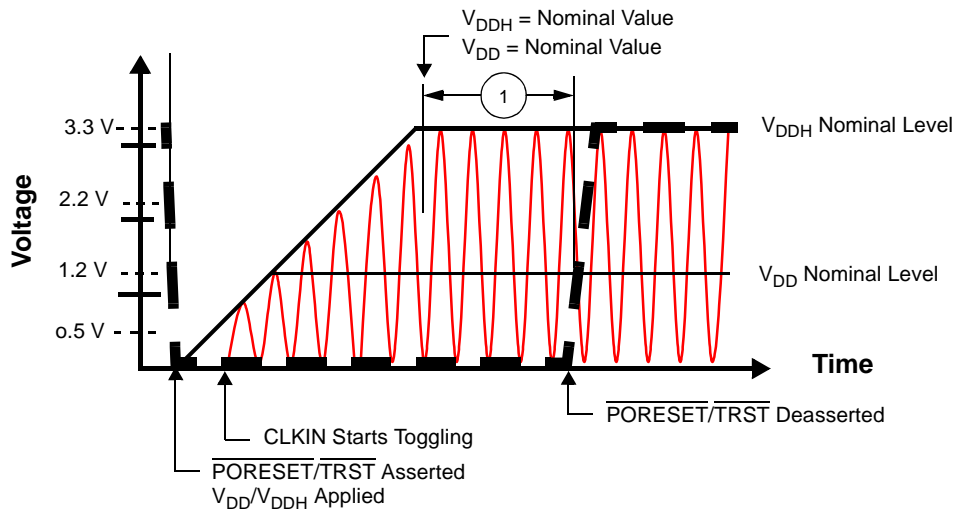 V_DDH = Nominal Value
V_DD = Nominal Value
1
3.3 V
2.2 V
1.2 V
o.5 V
Voltage
V_DDH Nominal Level
V_DD Nominal Level
Time
PORESET/TRST Deasserted
CLKIN Starts Toggling
PORESET/TRST Asserted
V_DD/V_DDH Applied